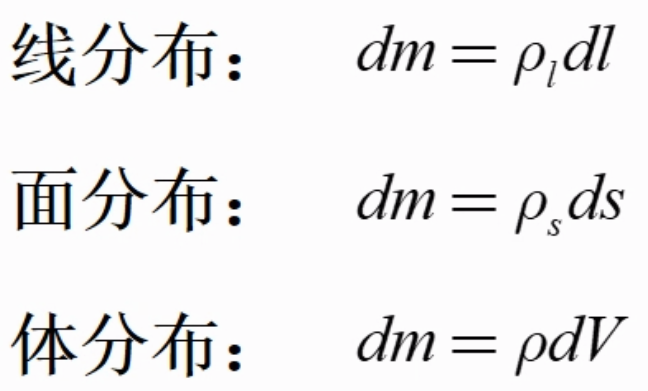 线分布: dm = ρ_l dl
面分布: dm = ρ_s ds
体分布: dm = ρdV